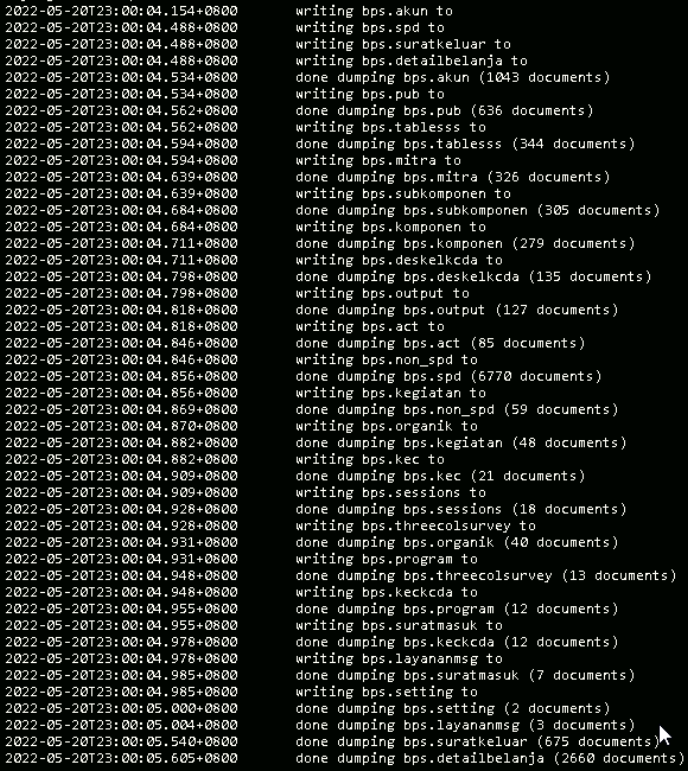 2022-05-20T23:00:04.154+0800 writing bps.akun to
2022-05-20T23:00:04.488+0800 writing bps.spd to
2022-05-20T23:00:04.488+0800 writing bps.suratkeluar to
2022-05-20T23:00:04.488+0800 writing bps.detailbelanja to
2022-05-20T23:00:04.534+0800 done dumping bps.akun (1043 documents)
2022-05-20T23:00:04.534+0800 writing bps.pub to
2022-05-20T23:00:04.562+0800 done dumping bps.pub (636 documents)
2022-05-20T23:00:04.562+0800 writing bps.tablesss to
2022-05-20T23:00:04.594+0800 done dumping bps.tablesss (344 documents)
2022-05-20T23:00:04.594+0800 writing bps.mitra to
2022-05-20T23:00:04.639+0800 done dumping bps.mitra (326 documents)
2022-05-20T23:00:04.639+0800 writing bps.subkomponen to
2022-05-20T23:00:04.684+0800 done dumping bps.subkomponen (305 documents)
2022-05-20T23:00:04.684+0800 writing bps.komponen to
2022-05-20T23:00:04.711+0800 done dumping bps.komponen (279 documents)
2022-05-20T23:00:04.711+0800 writing bps.deskelkcda to
2022-05-20T23:00:04.798+0800 done dumping bps.deskelkcda (135 documents)
2022-05-20T23:00:04.798+0800 writing bps.output to
2022-05-20T23:00:04.818+0800 done dumping bps.output (127 documents)
2022-05-20T23:00:04.818+0800 writing bps.act to
2022-05-20T23:00:04.846+0800 done dumping bps.act (85 documents)
2022-05-20T23:00:04.846+0800 writing bps.non_spd to
2022-05-20T23:00:04.856+0800 done dumping bps.spd (6770 documents)
2022-05-20T23:00:04.856+0800 writing bps.kegiatan to
2022-05-20T23:00:04.869+0800 done dumping bps.non_spd (59 documents)
2022-05-20T23:00:04.870+0800 writing bps.organik to
2022-05-20T23:00:04.882+0800 done dumping bps.kegiatan (48 documents)
2022-05-20T23:00:04.882+0800 writing bps.kec to
2022-05-20T23:00:04.909+0800 done dumping bps.kec (21 documents)
2022-05-20T23:00:04.909+0800 writing bps.sessions to
2022-05-20T23:00:04.928+0800 done dumping bps.sessions (18 documents)
2022-05-20T23:00:04.928+0800 writing bps.threecolsurvey to
2022-05-20T23:00:04.931+0800 done dumping bps.organik (40 documents)
2022-05-20T23:00:04.931+0800 writing bps.program to
2022-05-20T23:00:04.948+0800 done dumping bps.threecolsurvey (13 documents)
2022-05-20T23:00:04.948+0800 writing bps.keckcda to
2022-05-20T23:00:04.955+0800 done dumping bps.program (12 documents)
2022-05-20T23:00:04.955+0800 writing bps.suratmasuk to
2022-05-20T23:00:04.978+0800 done dumping bps.keckcda (12 documents)
2022-05-20T23:00:04.978+0800 writing bps.layananmsg to
2022-05-20T23:00:04.985+0800 done dumping bps.suratmasuk (7 documents)
2022-05-20T23:00:04.985+0800 writing bps.setting to
2022-05-20T23:00:05.000+0800 done dumping bps.setting (2 documents)
2022-05-20T23:00:05.004+0800 done dumping bps.layananmsg (3 documents)
2022-05-20T23:00:05.540+0800 done dumping bps.suratkeluar (675 documents)
2022-05-20T23:00:05.605+0800 done dumping bps.detailbelanja (2660 documents)